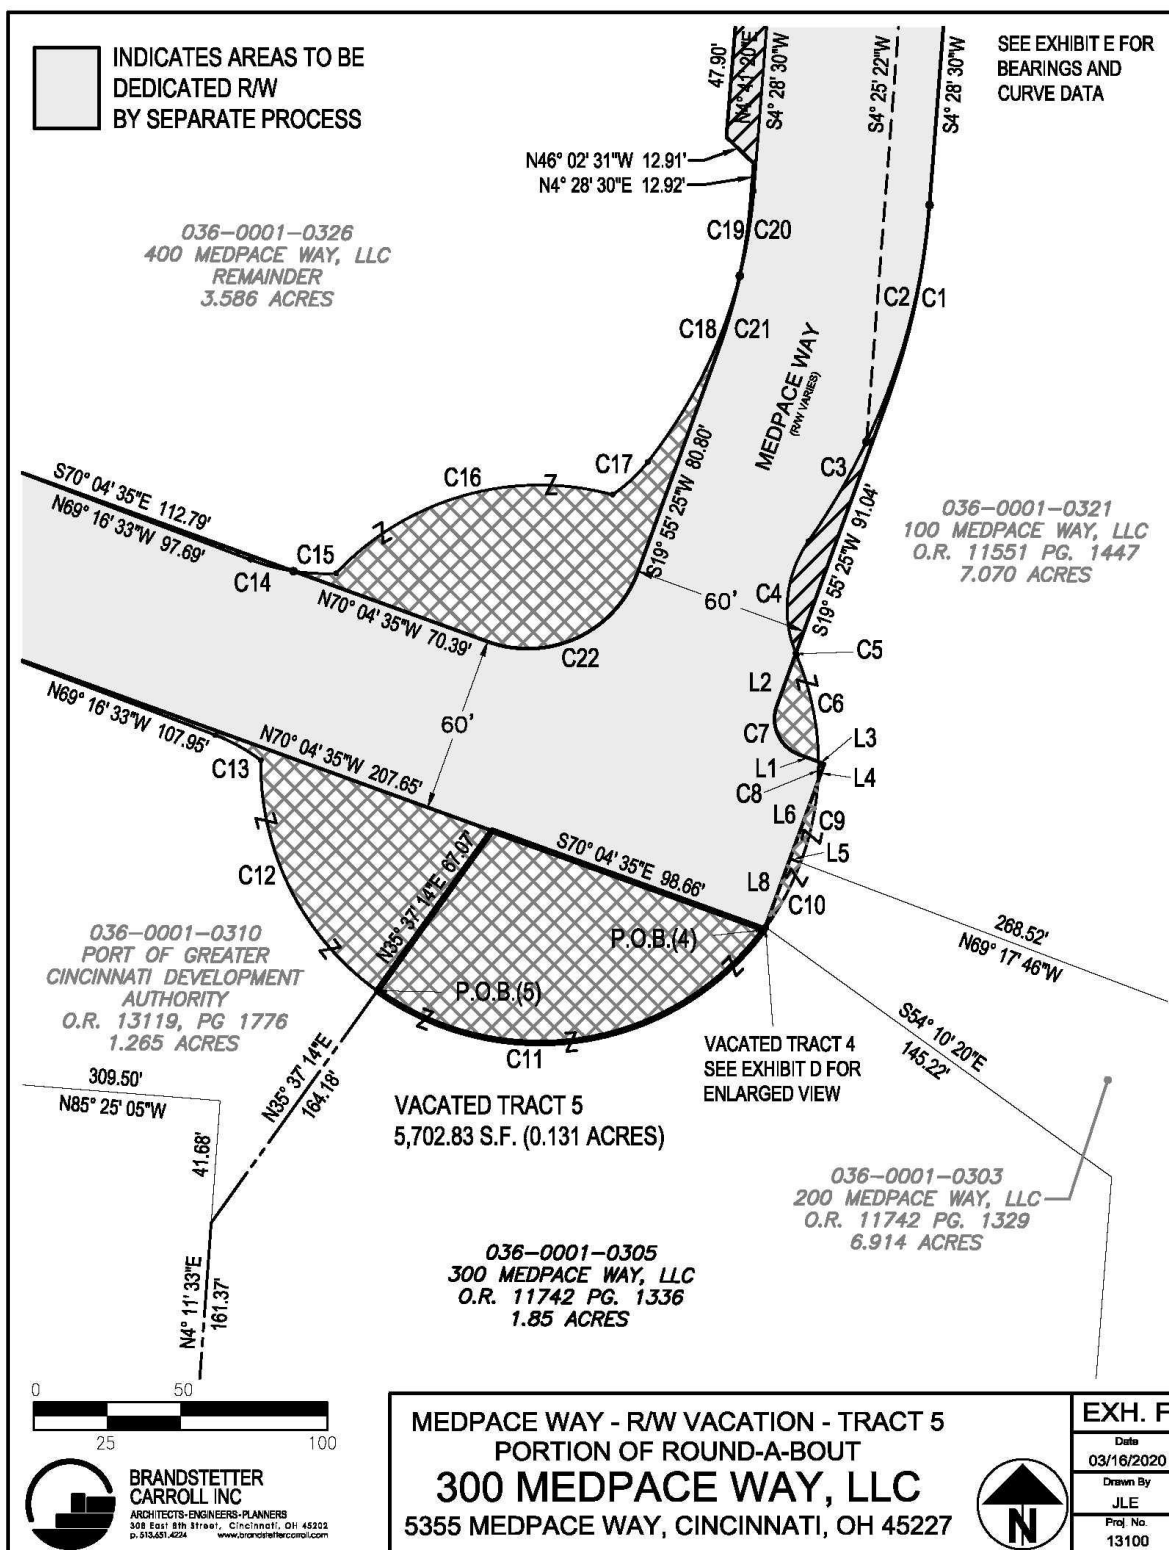 INDICATES AREAS TO BE
DEDICATED R/W
BY SEPARATE PROCESS
SEE EXHIBIT E FOR
BEARINGS AND
CURVE DATA
47.90'
N4° 41' 20"E
S4° 28' 30"W
S4° 25' 22"W
S4° 28' 30"W
N46° 02' 31"W 12.91'
N4° 28' 30"E 12.92'
036-0001-0326
400 MEDPACE WAY, LLC
REMAINDER
3.586 ACRES
C19
C20
C2
C1
C18
C21
MEDPACE WAY
(R/W VARIES)
C3
C17
C16
Z
Z
S19° 55' 25"W 80.80'
S19° 55' 25"W 91.04'
036-0001-0321
100 MEDPACE WAY, LLC
O.R. 11551 PG. 1447
7.070 ACRES
S70° 04' 35"E 112.79'
N69° 16' 33"W 97.69'
C15
C14
N70° 04' 35"W 70.39'
C22
60'
C4
C5
L2
Z
C6
C7
L3
L1
L4
C8
60'
N69° 16' 33"W 107.95'
C13
N70° 04' 35"W 207.65'
L6
C9
Z
L5
L8
Z
C10
Z
C12
Z
N35° 37' 14"E 67.07'
S70° 04' 35"E 98.66'
P.O.B.(4)
268.52'
N69° 17' 46"W
036-0001-0310
PORT OF GREATER
CINCINNATI DEVELOPMENT
AUTHORITY
O.R. 13119, PG 1776
1.265 ACRES
P.O.B.(5)
Z
Z
Z
C11
S54° 10' 20"E
145.22'
VACATED TRACT 4
SEE EXHIBIT D FOR
ENLARGED VIEW
309.50'
N85° 25' 05"W
N35° 37' 14"E
164.18'
VACATED TRACT 5
5,702.83 S.F. (0.131 ACRES)
41.68'
036-0001-0303
200 MEDPACE WAY, LLC
O.R. 11742 PG. 1329
6.914 ACRES
036-0001-0305
300 MEDPACE WAY, LLC
O.R. 11742 PG. 1336
1.85 ACRES
N4° 11' 33"E
161.37'
0
50
25
100
BRANDSTETTER
CARROLL INC
ARCHITECTS·ENGINEERS·PLANNERS
308 East 8th Street, Cincinnati, OH 45202
p. 513.651.4224 www.brandstettercarroll.com
MEDPACE WAY - R/W VACATION - TRACT 5
PORTION OF ROUND-A-BOUT
300 MEDPACE WAY, LLC
5355 MEDPACE WAY, CINCINNATI, OH 45227
N
EXH. F
Date
03/16/2020
Drawn By
JLE
Proj. No.
13100